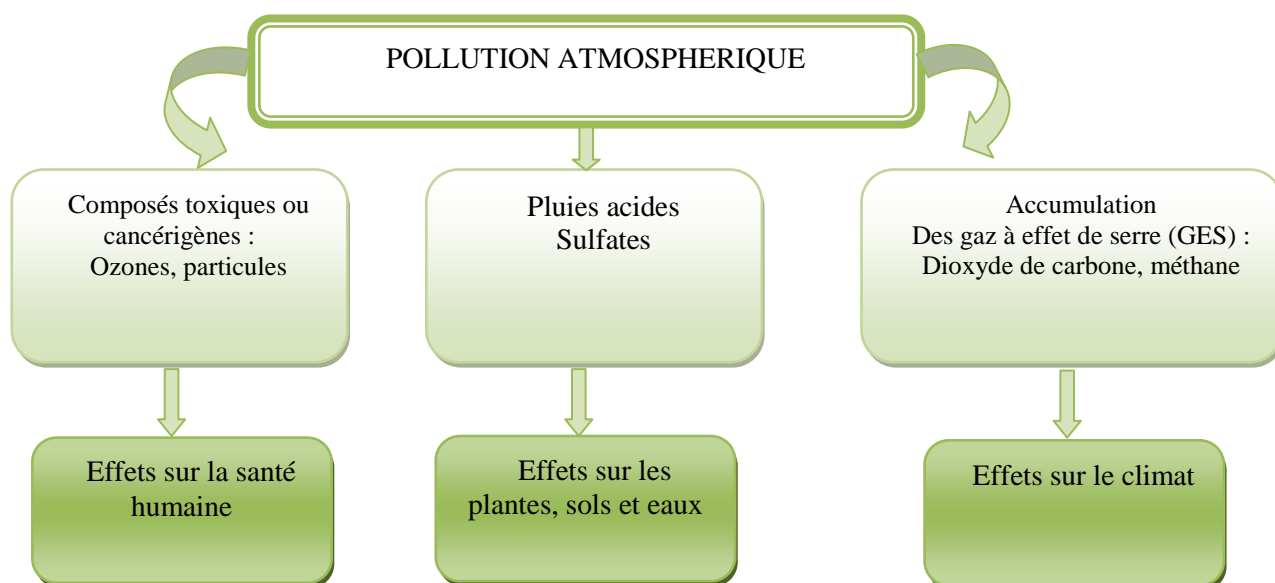 POLLUTION ATMOSPHERIQUE
Composés toxiques ou
cancérigènes :
Ozones, particules
Pluies acides
Sulfates
Accumulation
Des gaz à effet de serre (GES) :
Dioxyde de carbone, méthane
Effets sur la santé
humaine
Effets sur les
plantes, sols et eaux
Effets sur le climat